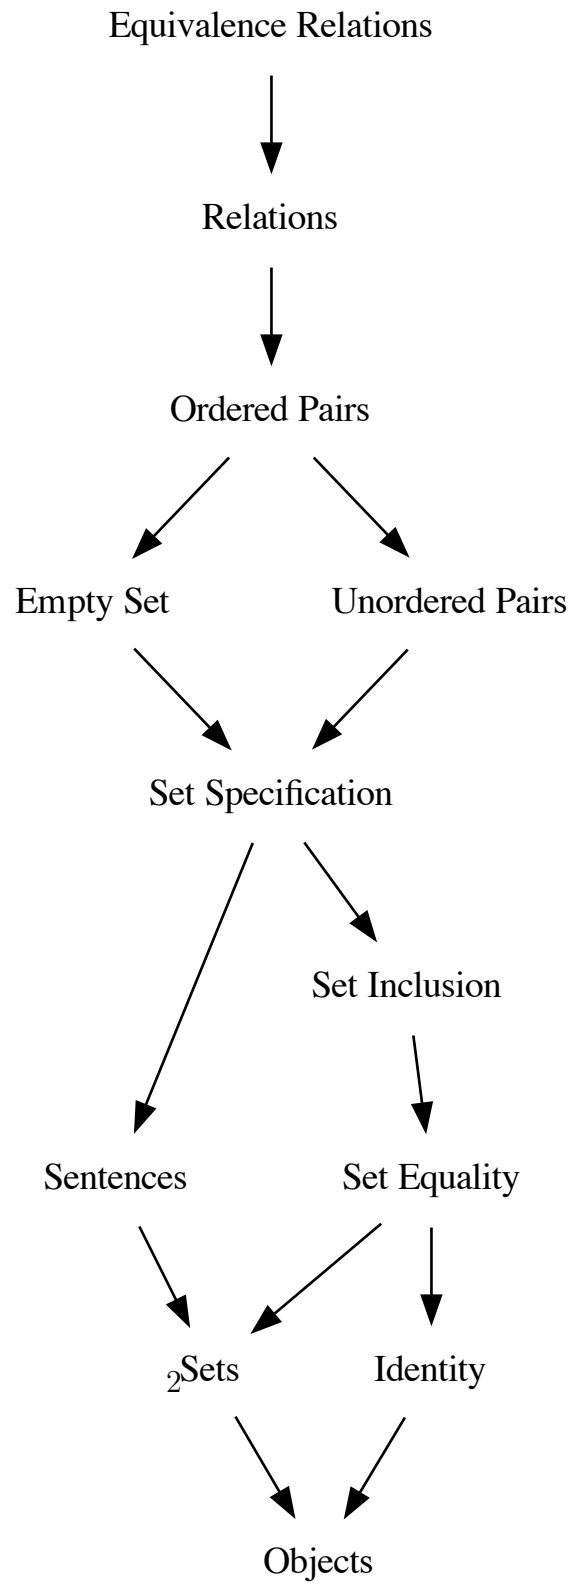 Equivalence Relations
Relations
Ordered Pairs
Empty Set
Unordered Pairs
Set Specification
Set Inclusion
Sentences
Set Equality
₂Sets
Identity
Objects